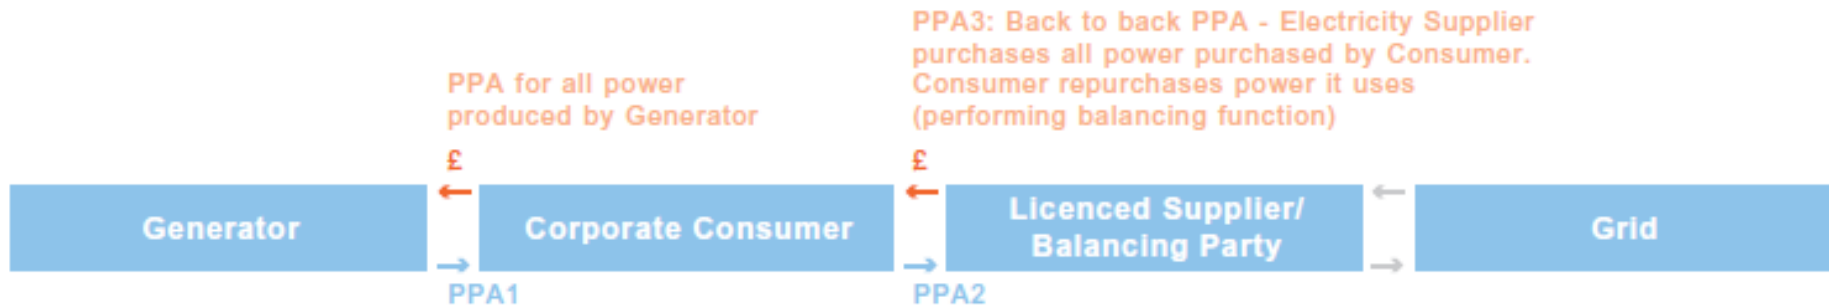 PPA3: Back to back PPA - Electricity Supplier
purchases all power purchased by Consumer.
Consumer repurchases power it uses
(performing balancing function)
PPA for all power
produced by Generator
£
£
Generator
Corporate Consumer
Licenced Supplier/
Balancing Party
Grid
PPA1
PPA2